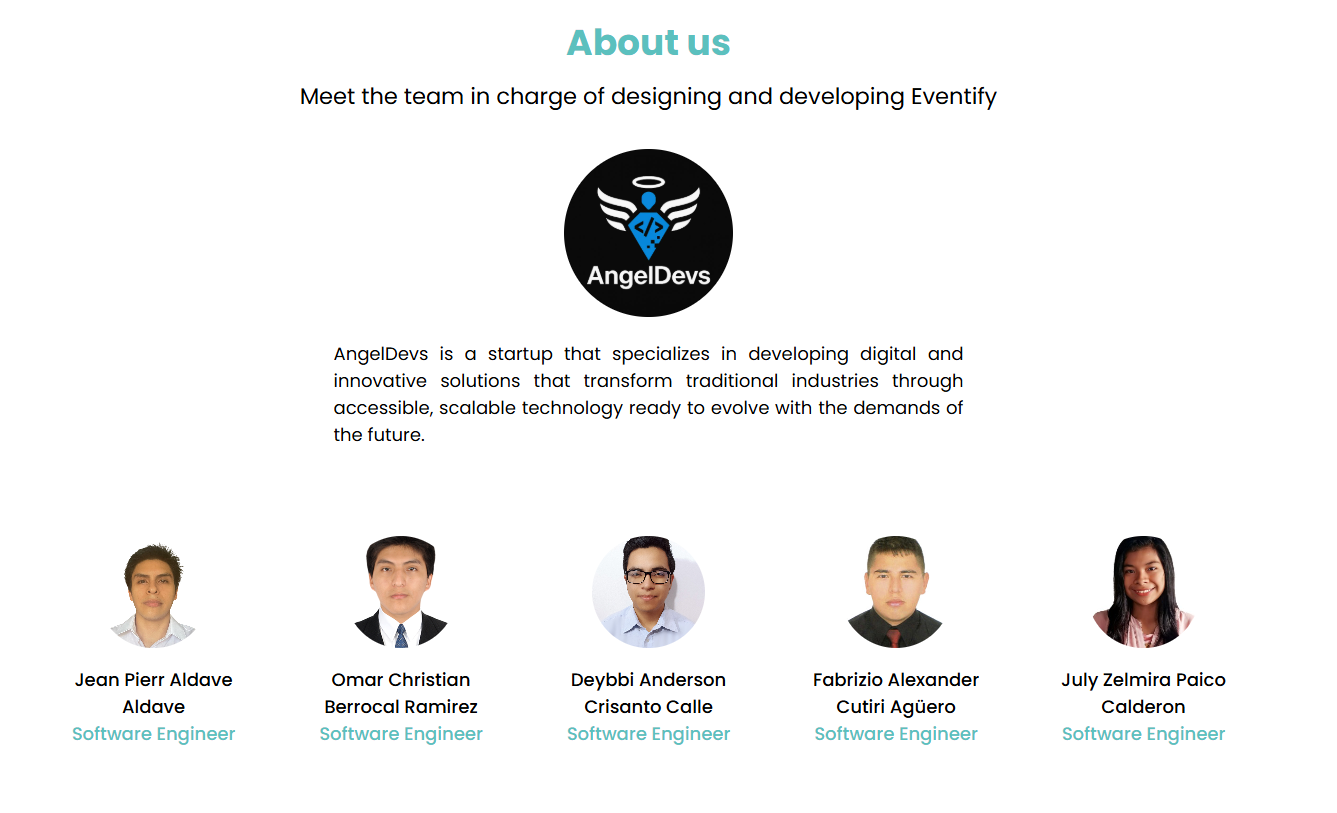 About us
Meet the team in charge of designing and developing Eventify
</>
AngelDevs
AngelDevs is a startup that specializes in developing digital and
innovative solutions that transform traditional industries through
accessible, scalable technology ready to evolve with the demands of
the future.
Jean Pierr Aldave
Aldave
Software Engineer
Omar Christian
Berrocal Ramirez
Software Engineer
Deybbi Anderson
Crisanto Calle
Software Engineer
Fabrizio Alexander
Cutiri Agüero
Software Engineer
July Zelmira Paico
Calderon
Software Engineer